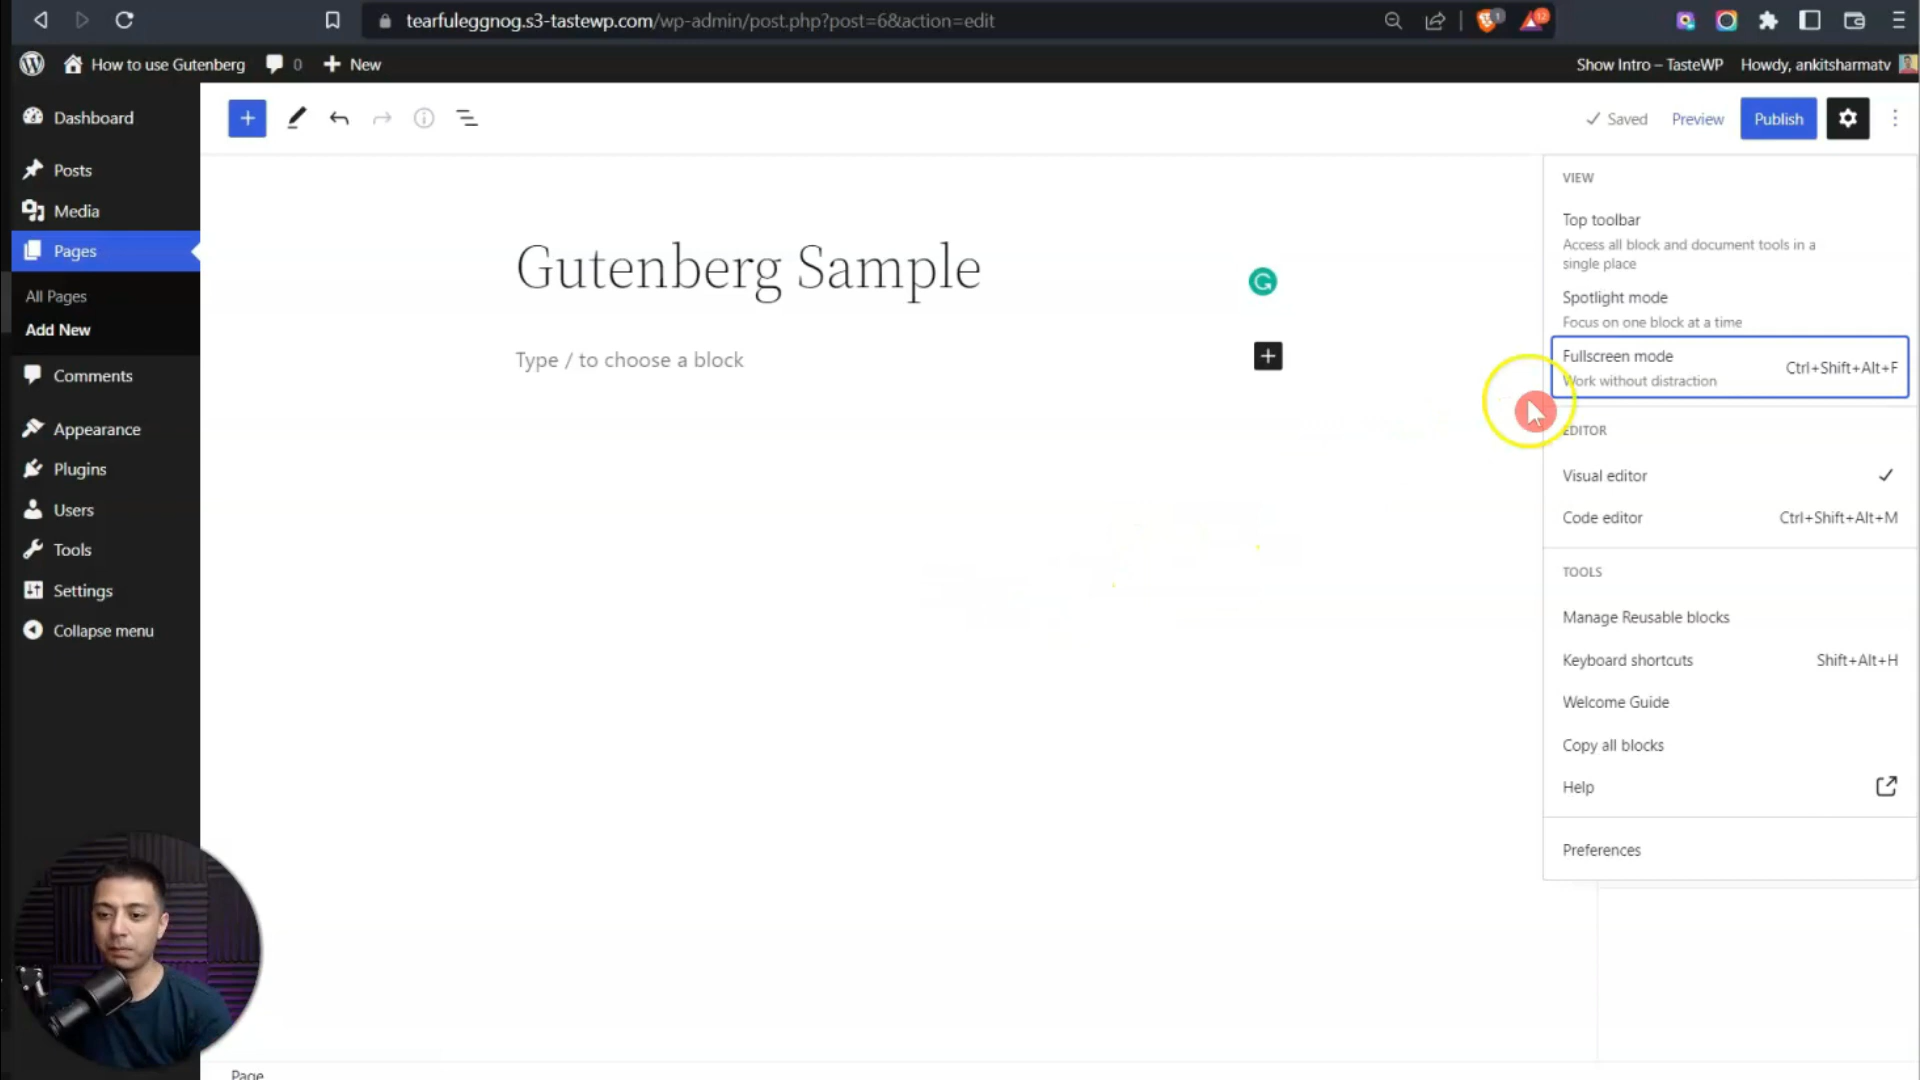 tearfuleggnog.s3-tastewp.com/wp-admin/post.php?post=6&action=edit
1
12
How to use Gutenberg
0
New
Show Intro – TasteWP
Howdy, ankitsharmatv
Dashboard
Posts
Media
Pages
All Pages
Add New
Comments
Appearance
Plugins
Users
Tools
Settings
Collapse menu
Saved
Preview
Publish
Gutenberg Sample
Type / to choose a block
VIEW
Top toolbar
Access all block and document tools in a
single place
Spotlight mode
Focus on one block at a time
Fullscreen mode
Ctrl+Shift+Alt+F
Work without distraction
EDITOR
Visual editor
Code editor
Ctrl+Shift+Alt+M
TOOLS
Manage Reusable blocks
Keyboard shortcuts
Shift+Alt+H
Welcome Guide
Copy all blocks
Help
Preferences
Page